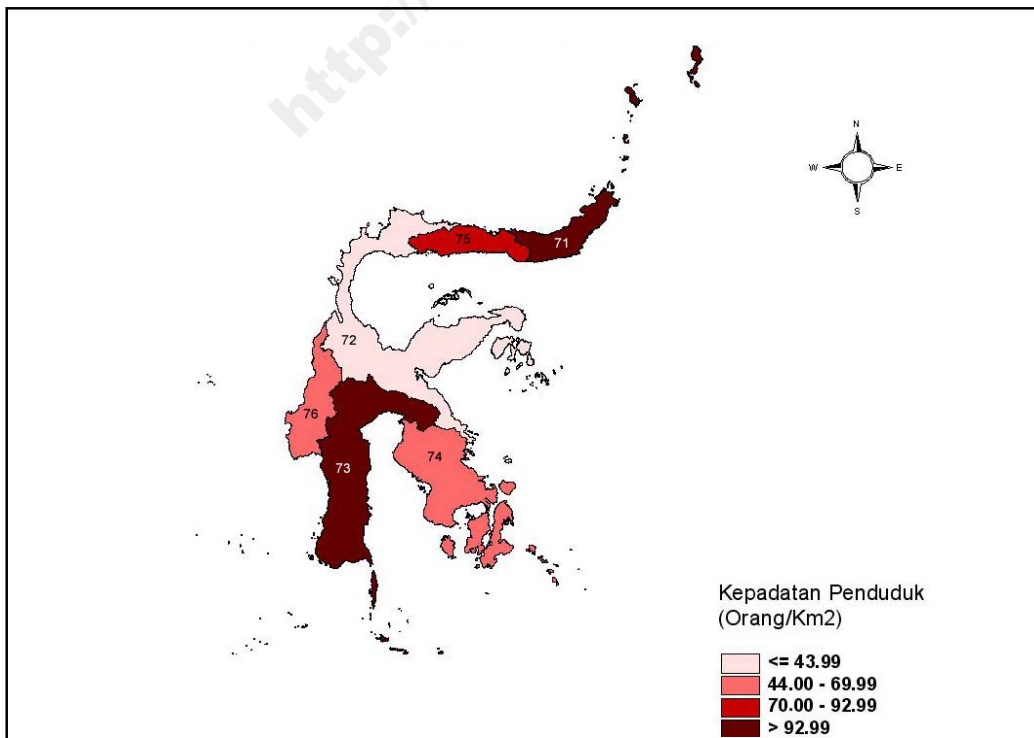 http:/
N
W E
S
75
71
72
76
73
74
Kepadatan Penduduk
(Orang/Km2)
<= 43.99
44.00 - 69.99
70.00 - 92.99
> 92.99